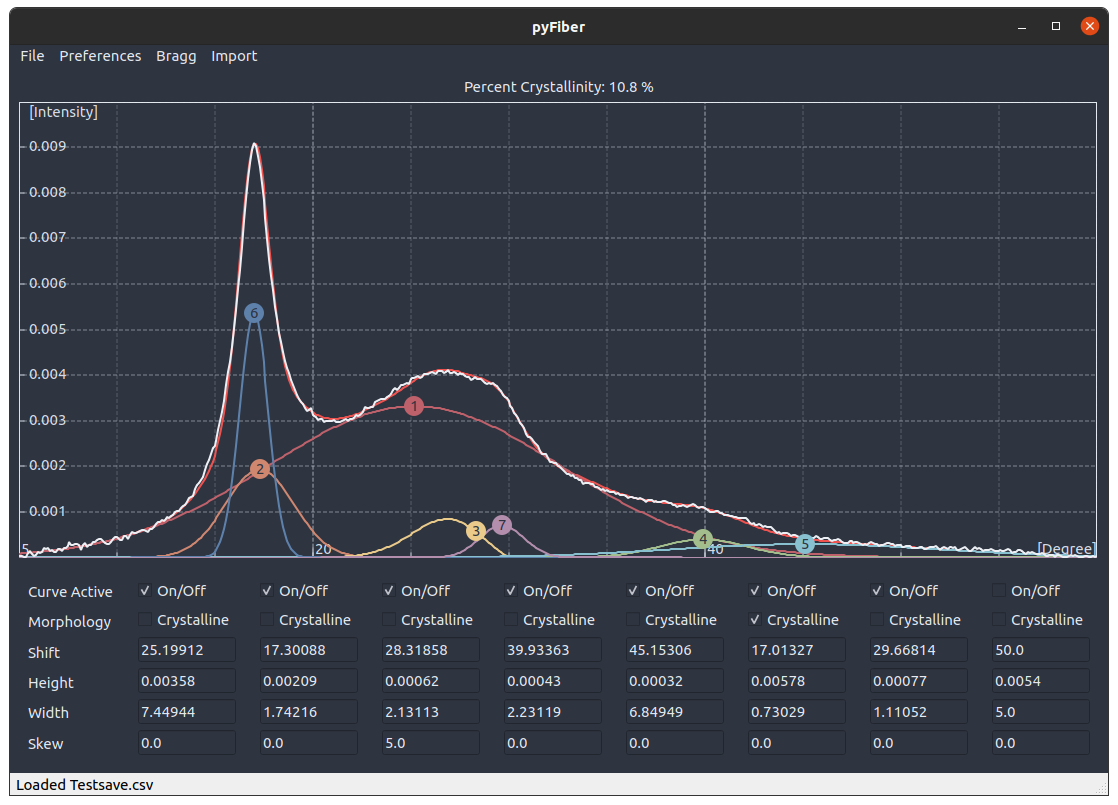 pyFiber
File Preferences Bragg Import
Percent Crystallinity: 10.8 %
[Intensity]
0.009
0.008
0.007
0.006
6
0.005
0.004
1
0.003
2
0.002
3 7
0.001
4 5
5 20 40 [Degree]
Curve Active On/Off On/Off On/Off On/Off On/Off On/Off On/Off On/Off
Morphology Crystalline Crystalline Crystalline Crystalline Crystalline Crystalline Crystalline Crystalline
Shift 25.19912 17.30088 28.31858 39.93363 45.15306 17.01327 29.66814 50.0
Height 0.00358 0.00209 0.00062 0.00043 0.00032 0.00578 0.00077 0.0054
Width 7.44944 1.74216 2.13113 2.23119 6.84949 0.73029 1.11052 5.0
Skew 0.0 0.0 5.0 0.0 0.0 0.0 0.0 0.0
Loaded Testsave.csv